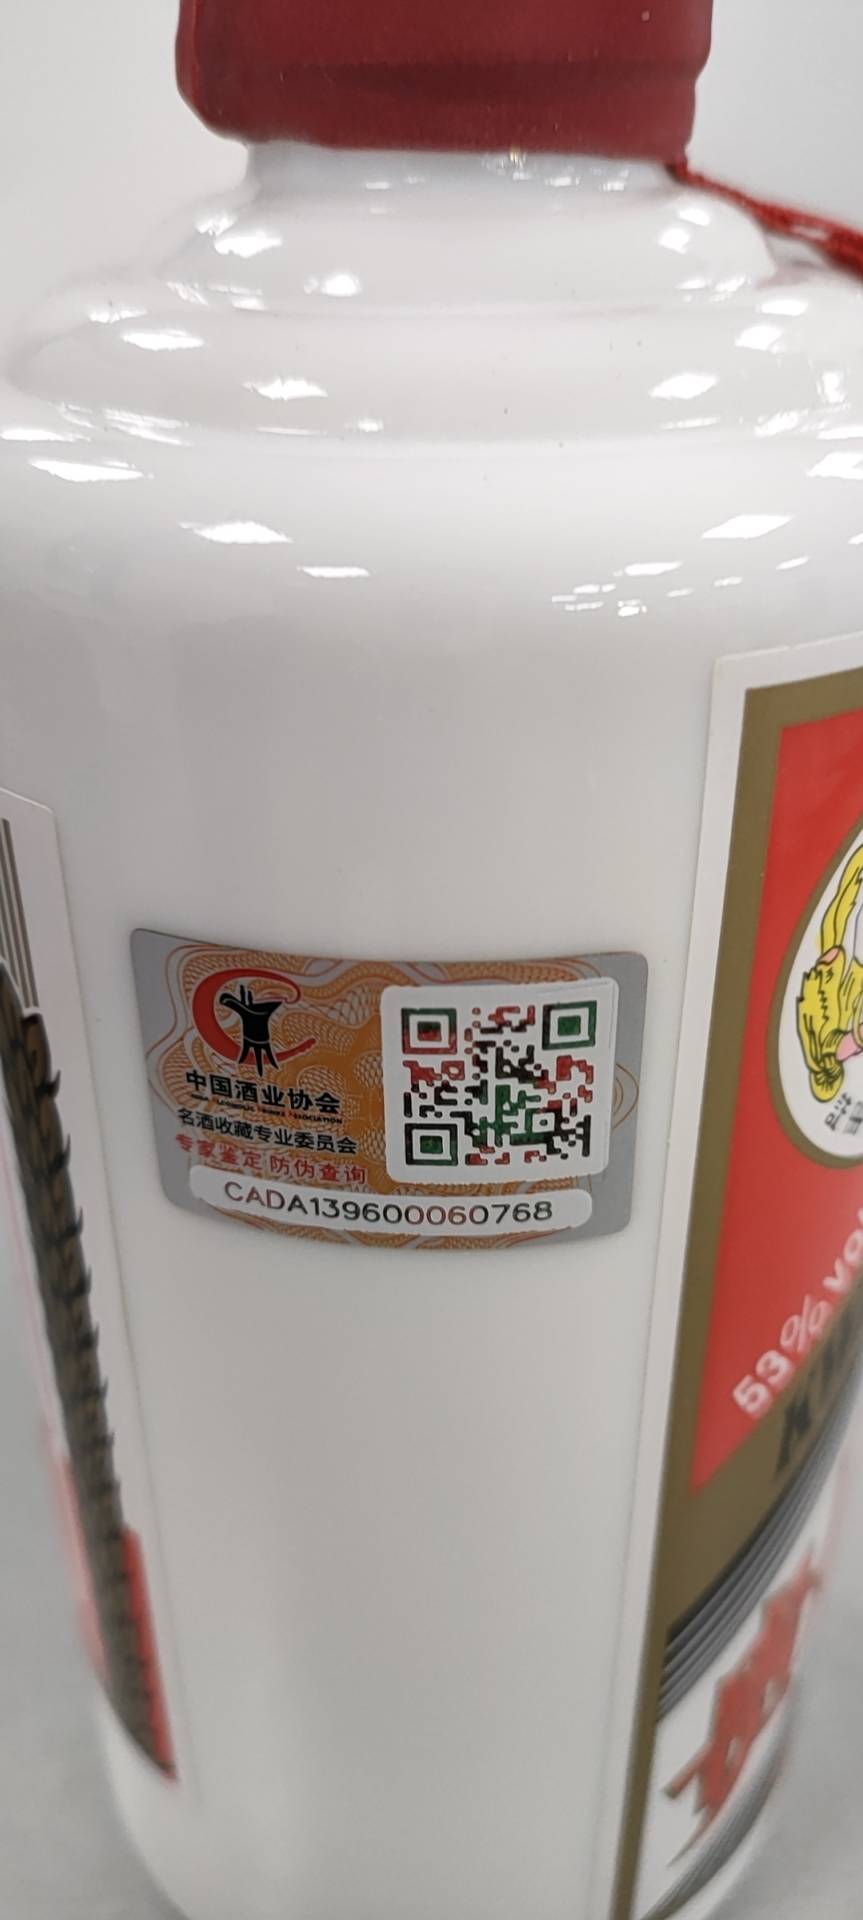 中国酒业协会
名酒收藏专业委员会
专家鉴定 防伪查询
CADA139600060768
53% vol